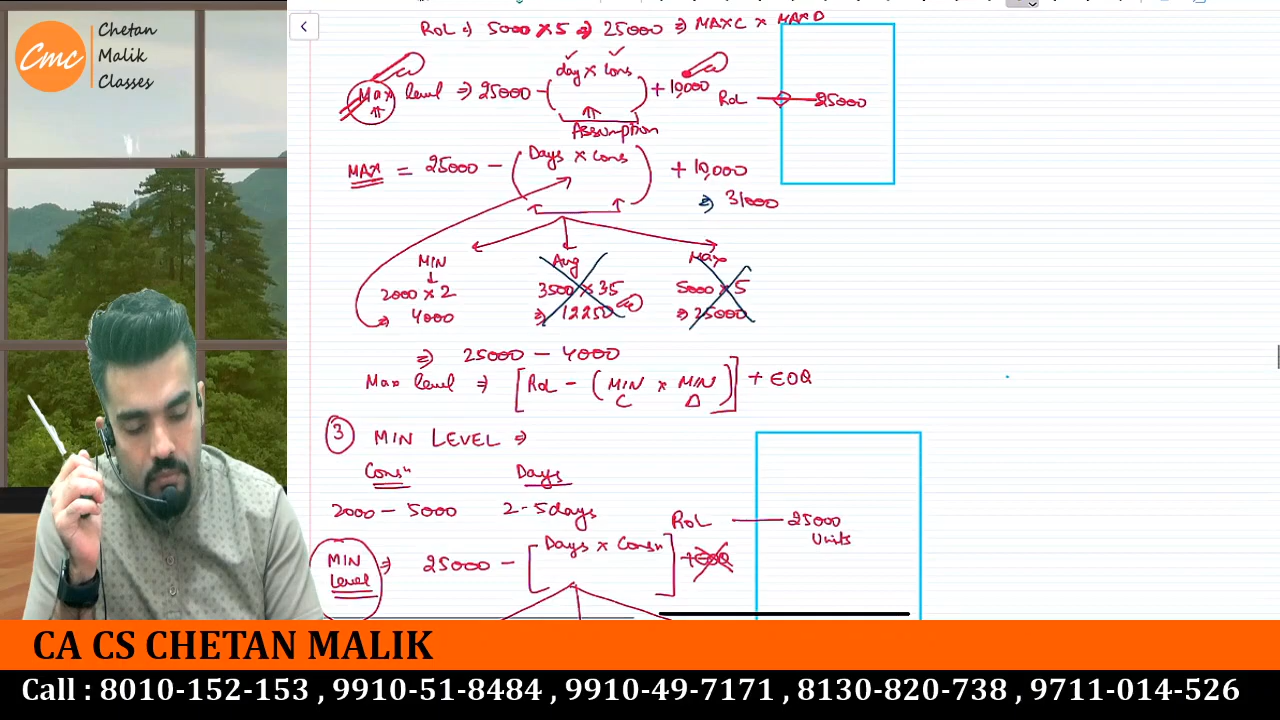 Cmc
Chetan
Malik
Classes
ROL ⇒ 5000 × 5 ⇒ 25000 ⇒ MAXC × MAX D
Max level ⇒ 25000 - ( day × Cons ) + 10,000
ROL 25000
Assumption
MAX = 25000 - ( Days × Cons ) + 10,000
⇒ 31000
MIN Avg Max
2000 × 2 3500 × 3.5 5000 × 5
⇒ 4000 ⇒ 12250 ⇒ 25000
⇒ 25000 - 4000
Max level ⇒ [ ROL - ( MIN C × MIN D ) ] + EOQ
③ MIN LEVEL ⇒
Consⁿ Days
2000 - 5000 2 - 5 days
ROL 25000 Units
MIN Level ⇒ 25000 - [ Days × Consⁿ ] + EOQ
CA CS CHETAN MALIK
Call : 8010-152-153 , 9910-51-8484 , 9910-49-7171 , 8130-820-738 , 9711-014-526